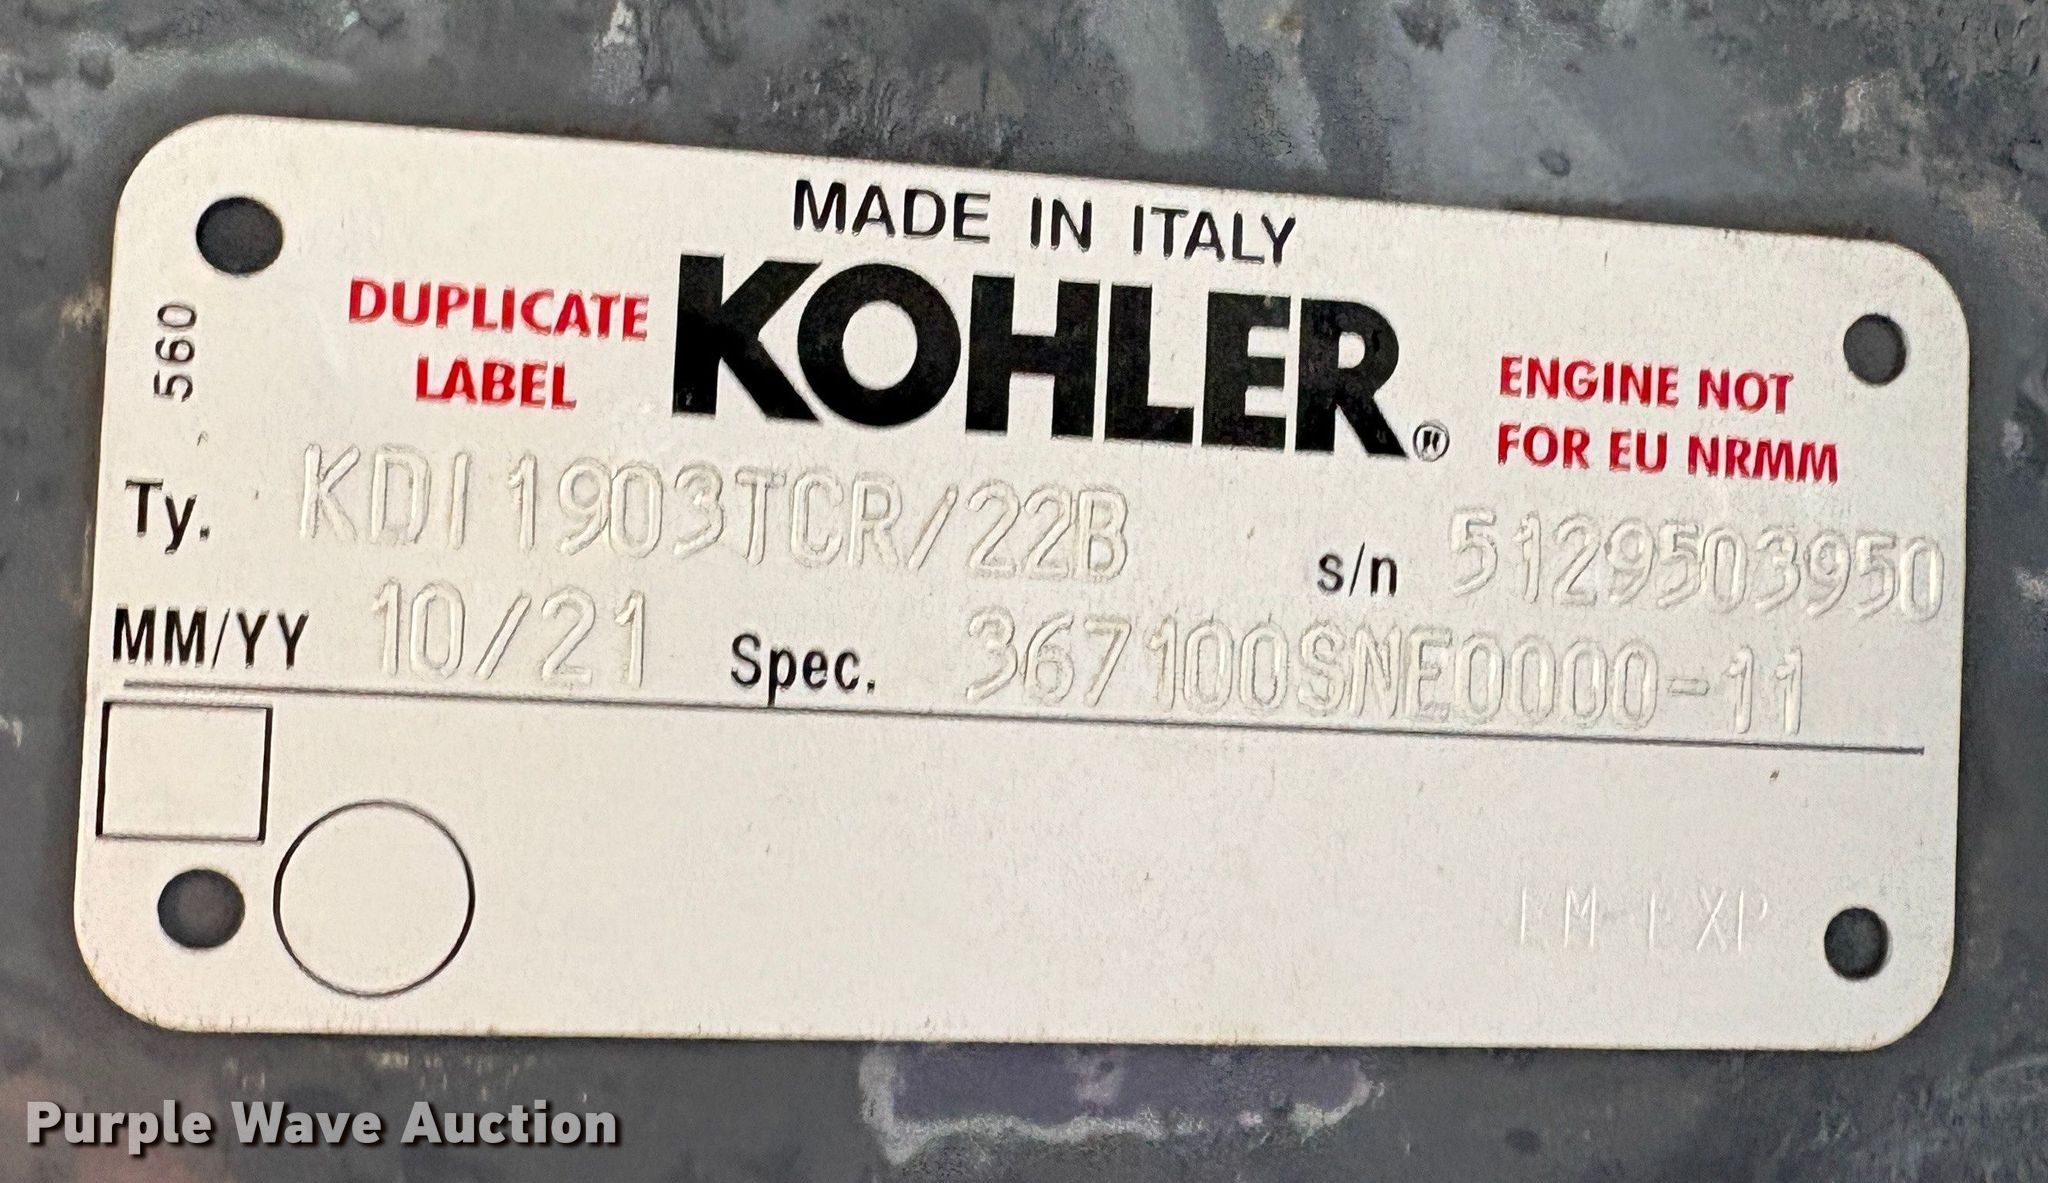 MADE IN ITALY
560
DUPLICATE
LABEL
KOHLER®
ENGINE NOT
FOR EU NRMM
Ty. KDI 1903TCR/22B s/n 5129503950
MM/YY 10/21 Spec. 367100SNE0000-11
EM EXP
Purple Wave Auction